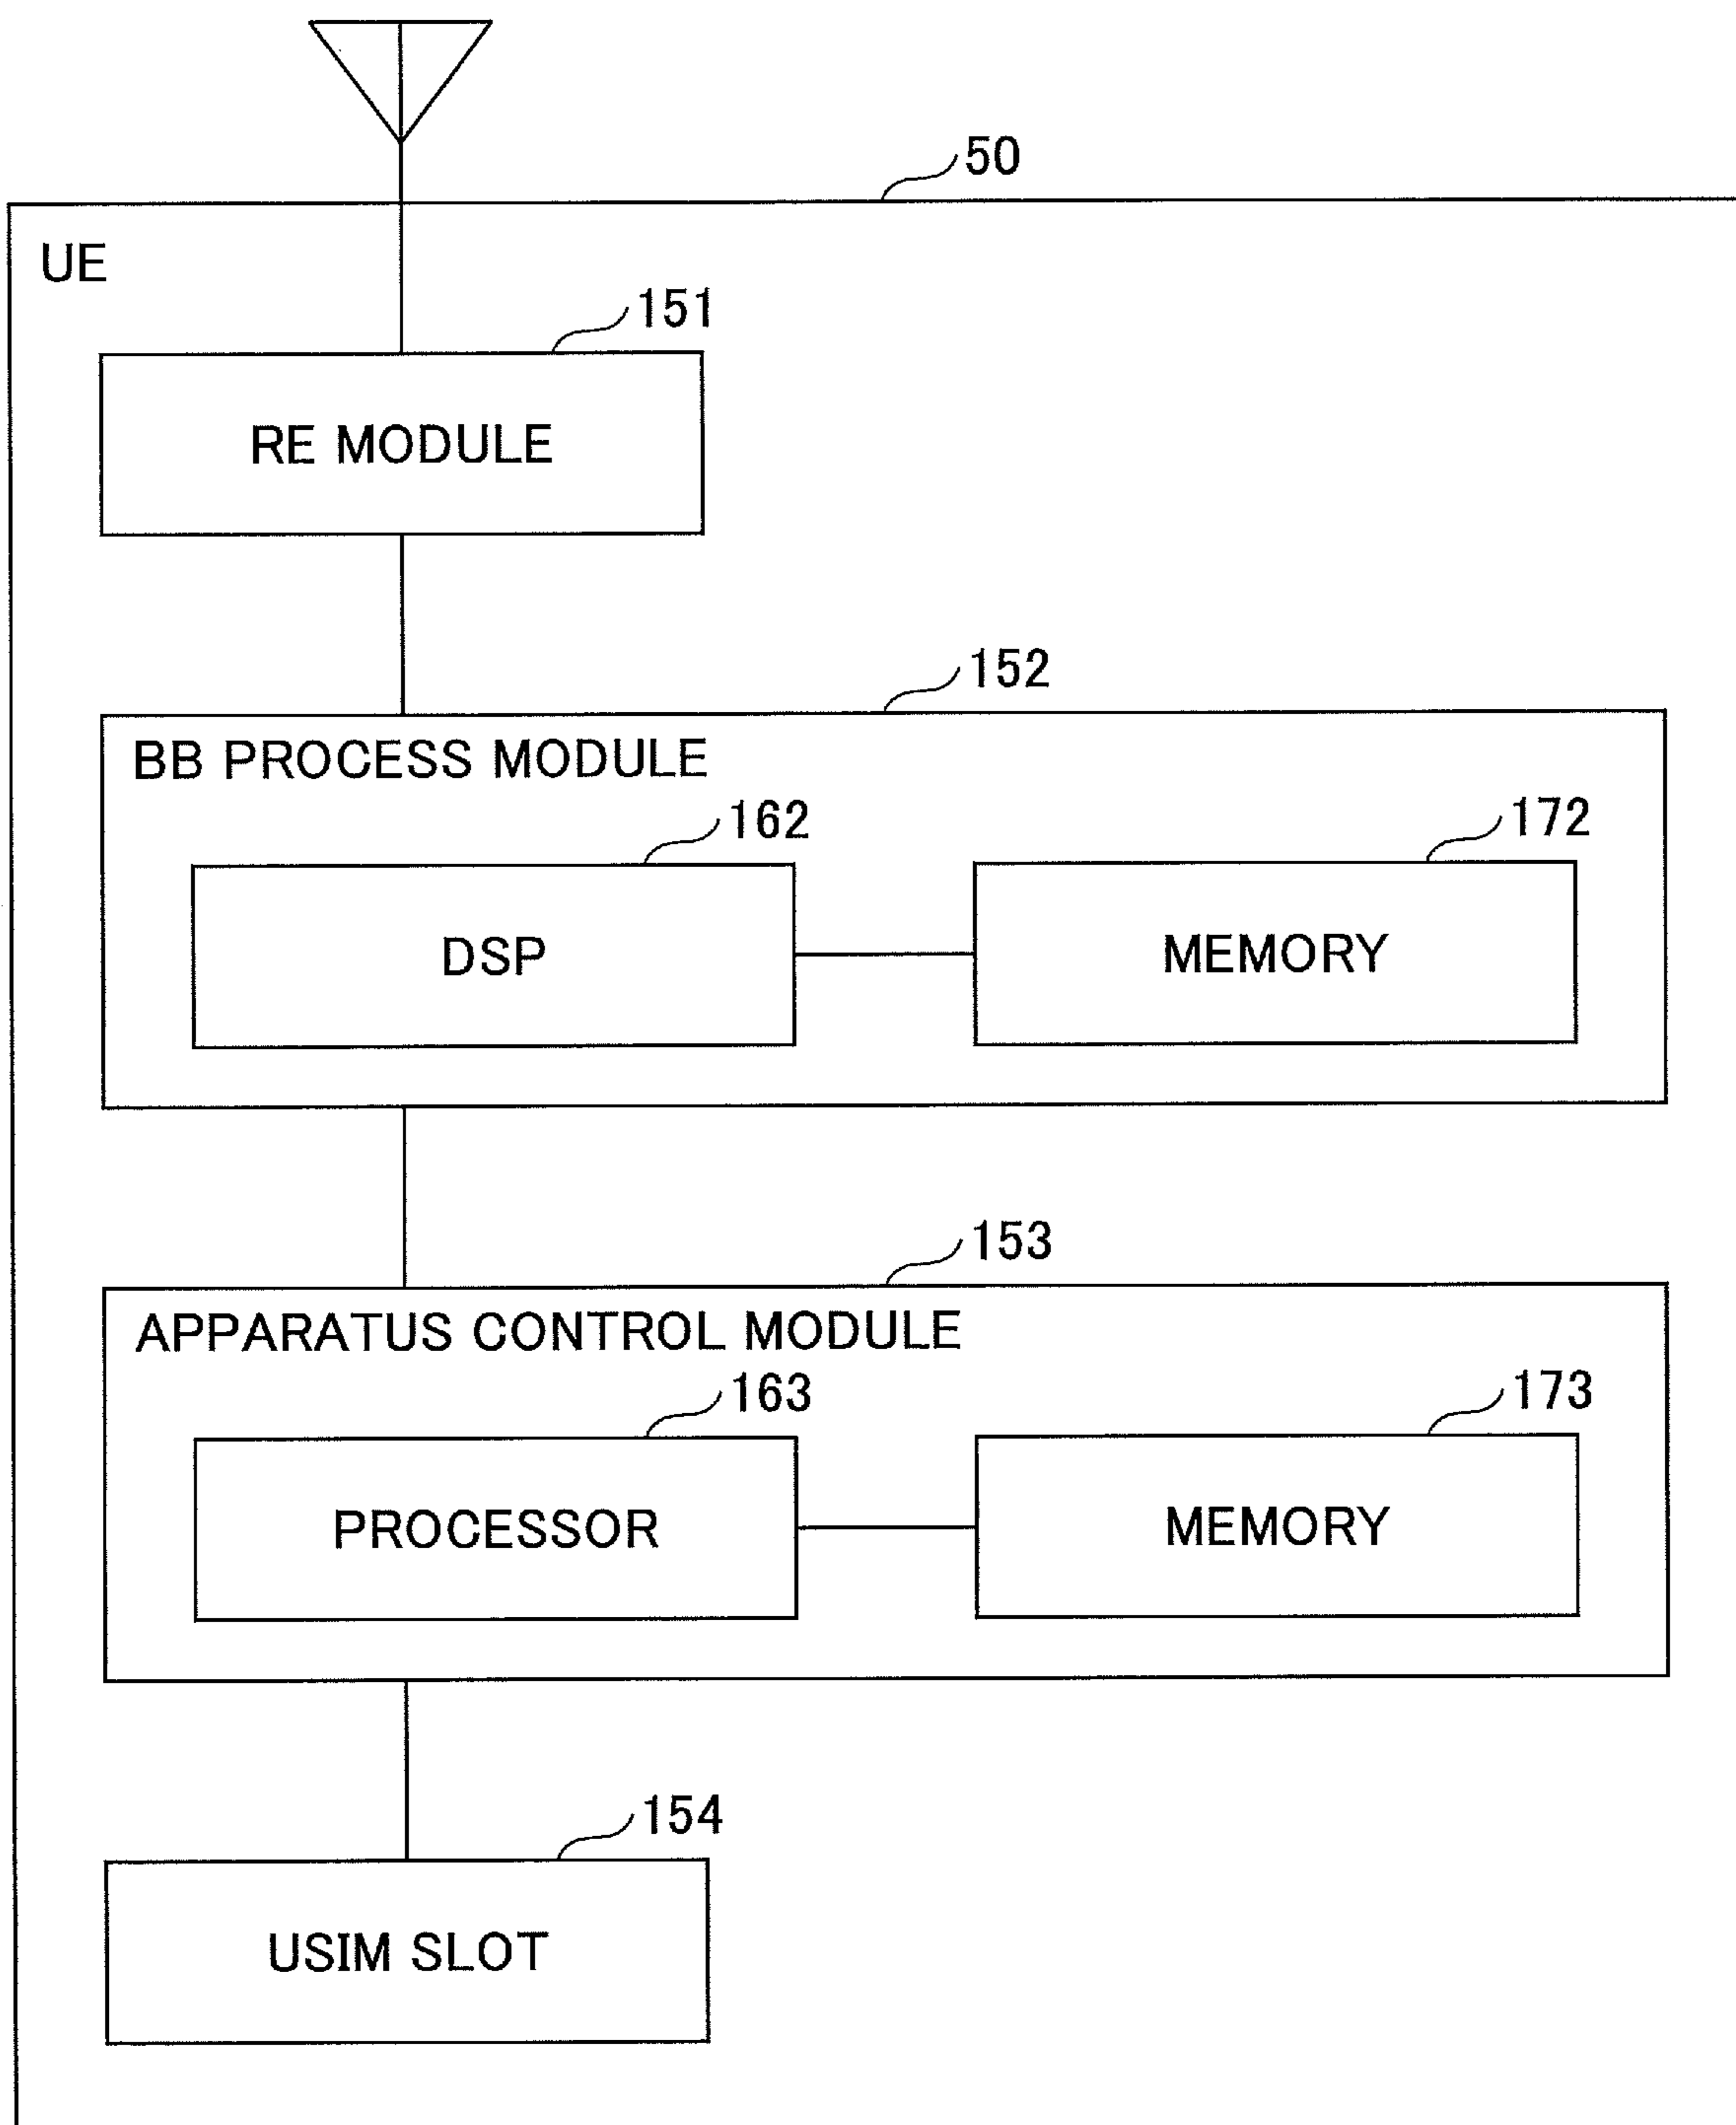 50
UE
151
RE MODULE
152
BB PROCESS MODULE
162
172
DSP
MEMORY
153
APPARATUS CONTROL MODULE
163
173
PROCESSOR
MEMORY
154
USIM SLOT